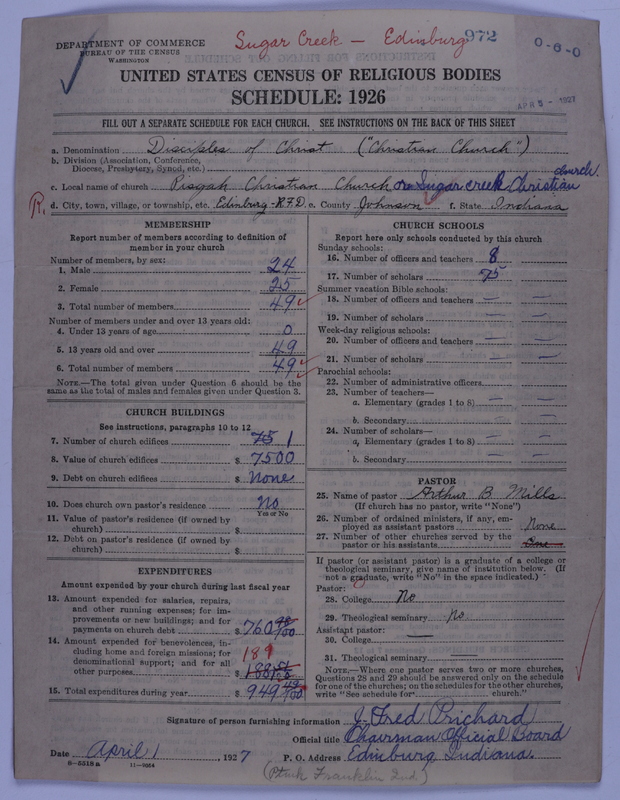 DEPARTMENT OF COMMERCE
BUREAU OF THE CENSUS
WASHINGTON
Sugar Creek — Edinburg
972
0-6-0
UNITED STATES CENSUS OF RELIGIOUS BODIES
SCHEDULE: 1926
APR 5 - 1927
FILL OUT A SEPARATE SCHEDULE FOR EACH CHURCH. SEE INSTRUCTIONS ON THE BACK OF THIS SHEET
a. Denomination Disciples of Christ ("Christian Church")
b. Division (Association, Conference, Diocese, Presbytery, Synod, etc.)
c. Local name of church Pisgah Christian Church or Sugar creek Christian church
R. d. City, town, village, or township, etc. Edinburg R.F.D. e. County Johnson f. State Indiana
MEMBERSHIP
Report number of members according to definition of member in your church
Number of members, by sex:
1. Male 24
2. Female 25
3. Total number of members 49
Number of members under and over 13 years old:
4. Under 13 years of age 0
5. 13 years old and over 49
6. Total number of members 49
NOTE.—The total given under Question 6 should be the same as the total of males and females given under Question 3.
CHURCH BUILDINGS
See instructions, paragraphs 10 to 12
7. Number of church edifices 75 1
8. Value of church edifices $ 7500
9. Debt on church edifices $ None
10. Does church own pastor's residence No
Yes or No
11. Value of pastor's residence (if owned by church) $
12. Debt on pastor's residence (if owned by church) $
EXPENDITURES
Amount expended by your church during last fiscal year
13. Amount expended for salaries, repairs, and other running expenses; for improvements or new buildings; and for payments on church debt $ 760
14. Amount expended for benevolences, including home and foreign missions; for denominational support; and for all other purposes $ 189 188
15. Total expenditures during year $ 949
CHURCH SCHOOLS
Report here only schools conducted by this church
Sunday schools:
16. Number of officers and teachers 8
17. Number of scholars 75
Summer vacation Bible schools:
18. Number of officers and teachers —
19. Number of scholars —
Week-day religious schools:
20. Number of officers and teachers —
21. Number of scholars —
Parochial schools:
22. Number of administrative officers —
23. Number of teachers—
a. Elementary (grades 1 to 8) —
b. Secondary —
24. Number of scholars—
a. Elementary (grades 1 to 8) —
b. Secondary —
PASTOR
25. Name of pastor Arthur B. Mills
(If church has no pastor, write "None")
26. Number of ordained ministers, if any, employed as assistant pastors None
27. Number of other churches served by the pastor or his assistants
If pastor (or assistant pastor) is a graduate of a college or theological seminary, give name of institution below. (If not a graduate, write "No" in the space indicated.)
Pastor:
28. College No
29. Theological seminary No
Assistant pastor:
30. College —
31. Theological seminary —
NOTE.—Where one pastor serves two or more churches, Questions 28 and 29 should be answered only on the schedule for one of the churches; on the schedules for the other churches, write "See schedule for church."
Signature of person furnishing information J. Fred Prichard
Official title Chairman Official Board
Date April 1, 1927 P. O. Address Edinburg, Indiana.
8-5518a 11-9664